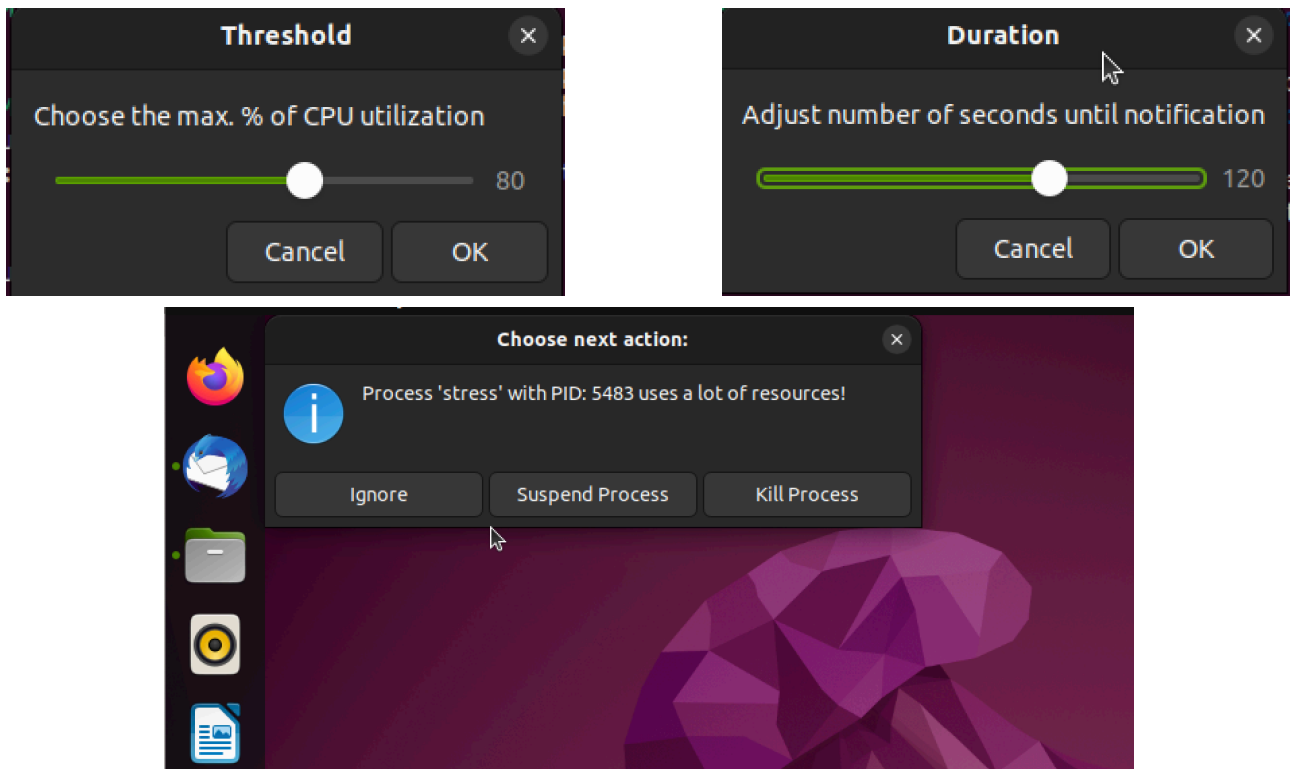 Threshold
Choose the max. % of CPU utilization
80
Cancel
OK
Duration
Adjust number of seconds until notification
120
Cancel
OK
Choose next action:
Process 'stress' with PID: 5483 uses a lot of resources!
Ignore
Suspend Process
Kill Process